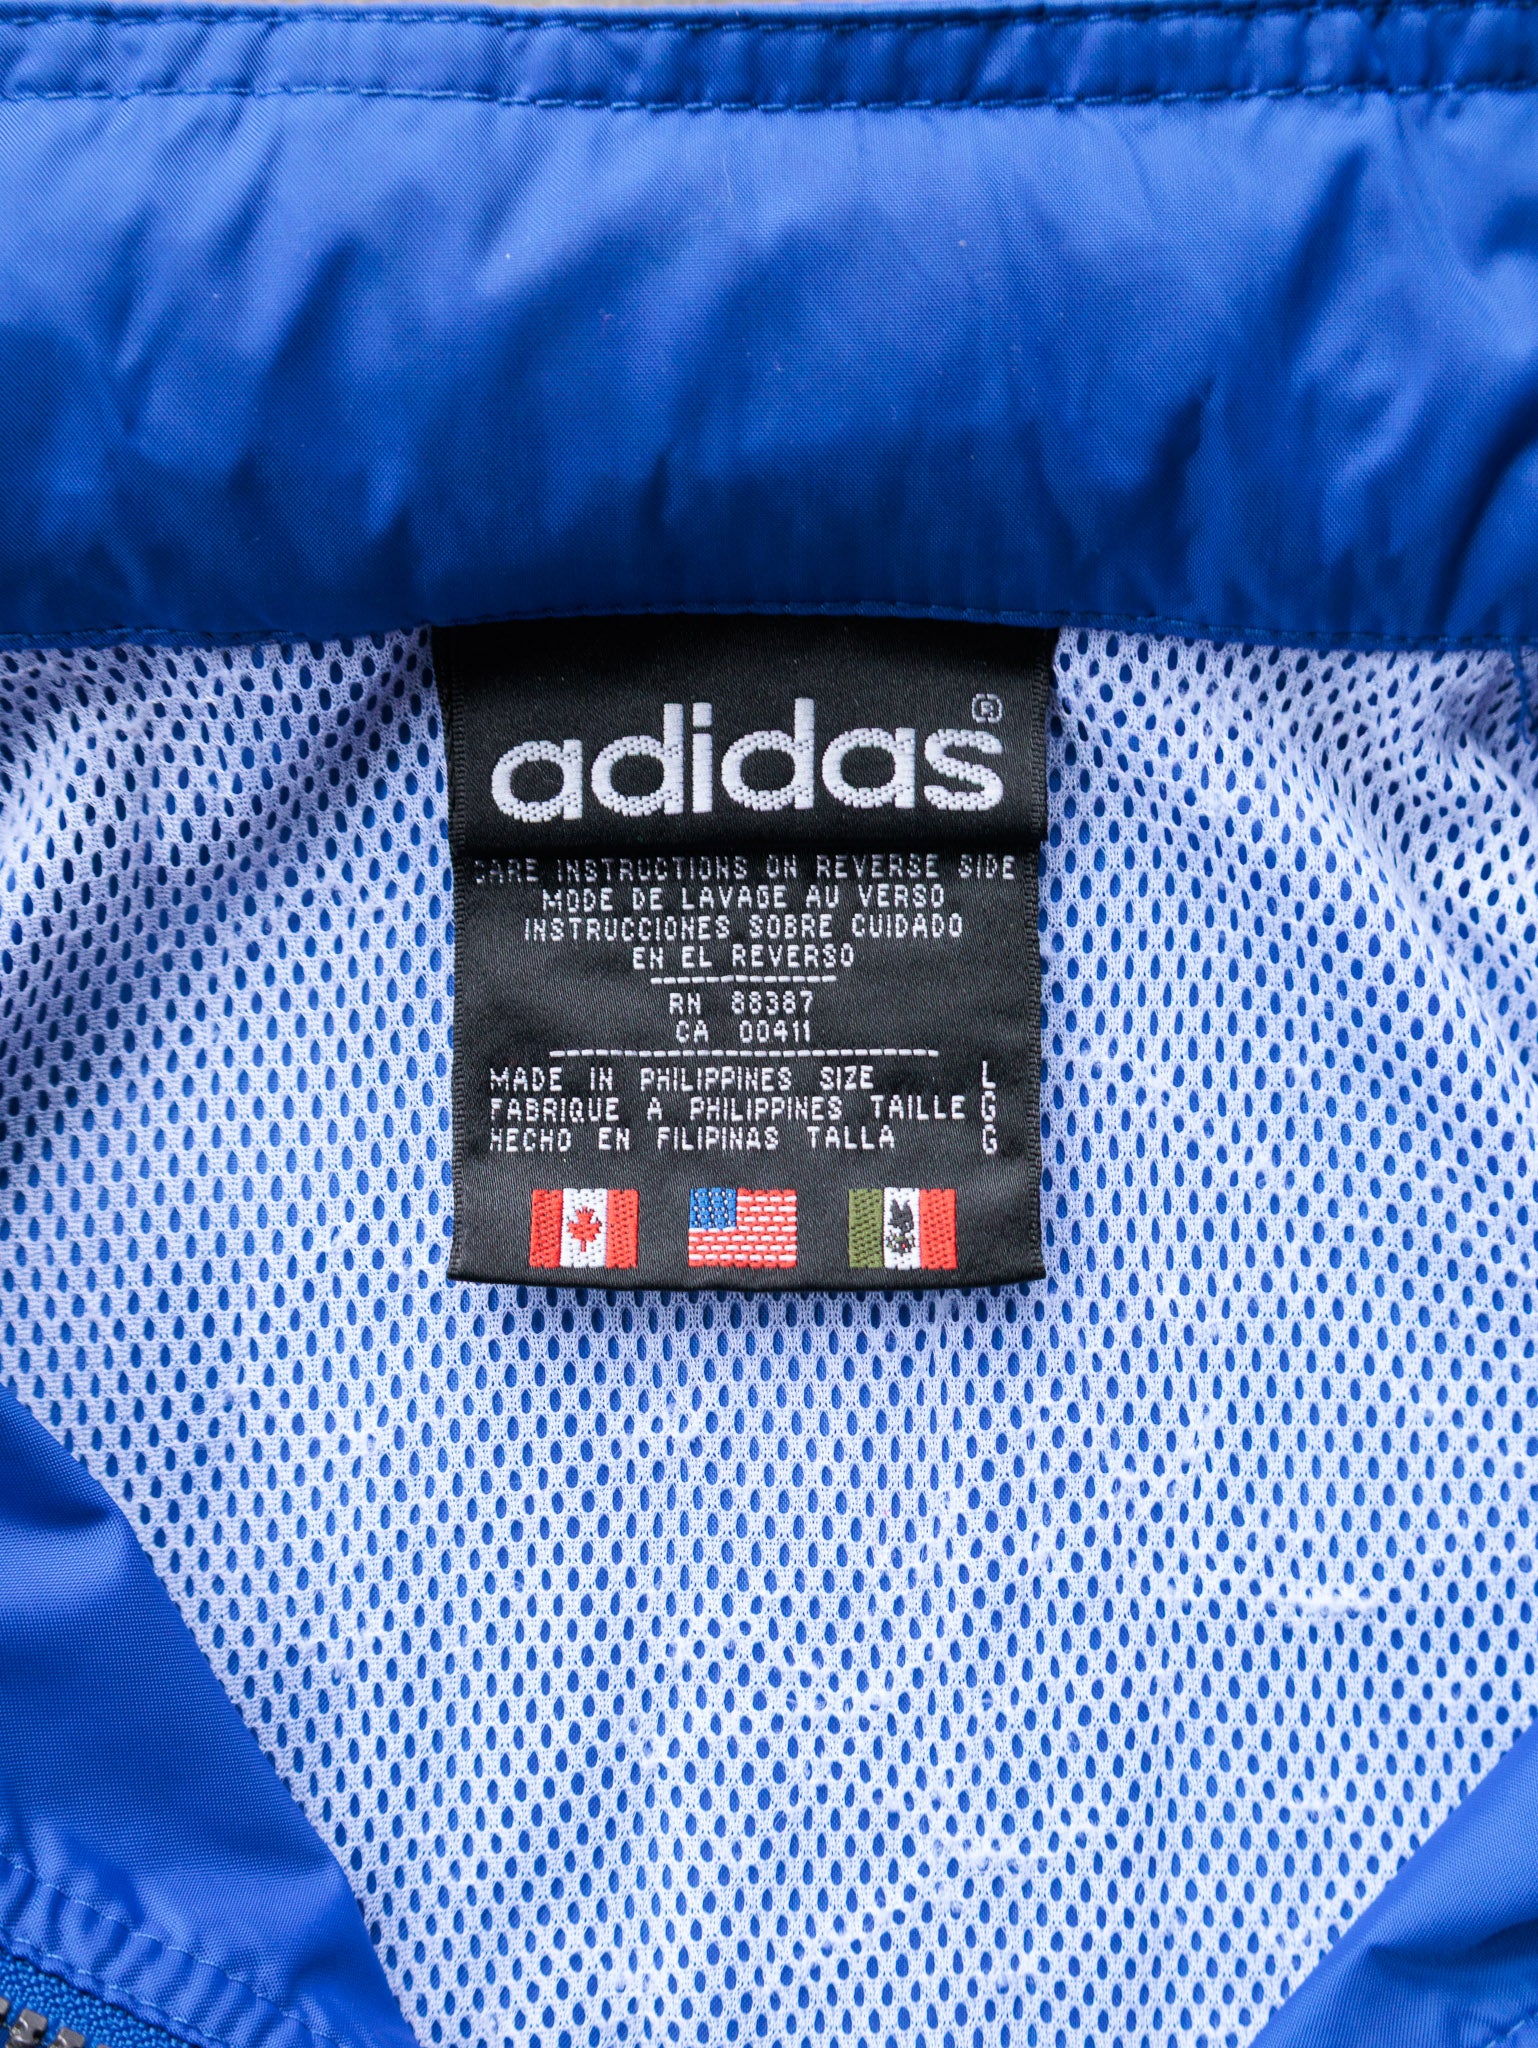 adidas®
CARE INSTRUCTIONS ON REVERSE SIDE
MODE DE LAVAGE AU VERSO
INSTRUCCIONES SOBRE CUIDADO
EN EL REVERSO
RN 88387
CA 00411
MADE IN PHILIPPINES SIZE L
FABRIQUE A PHILIPPINES TAILLE G
HECHO EN FILIPINAS TALLA G